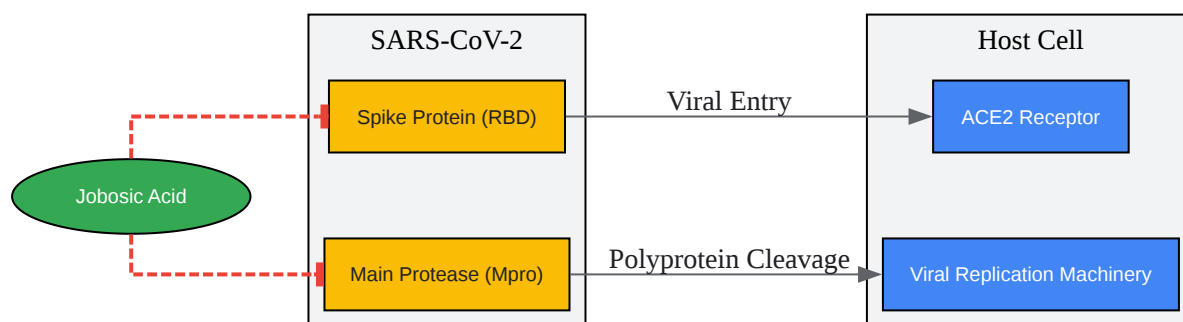 SARS-CoV-2
Host Cell
Spike Protein (RBD)
Viral Entry
ACE2 Receptor
Jobosic Acid
Main Protease (Mpro)
Polyprotein Cleavage
Viral Replication Machinery